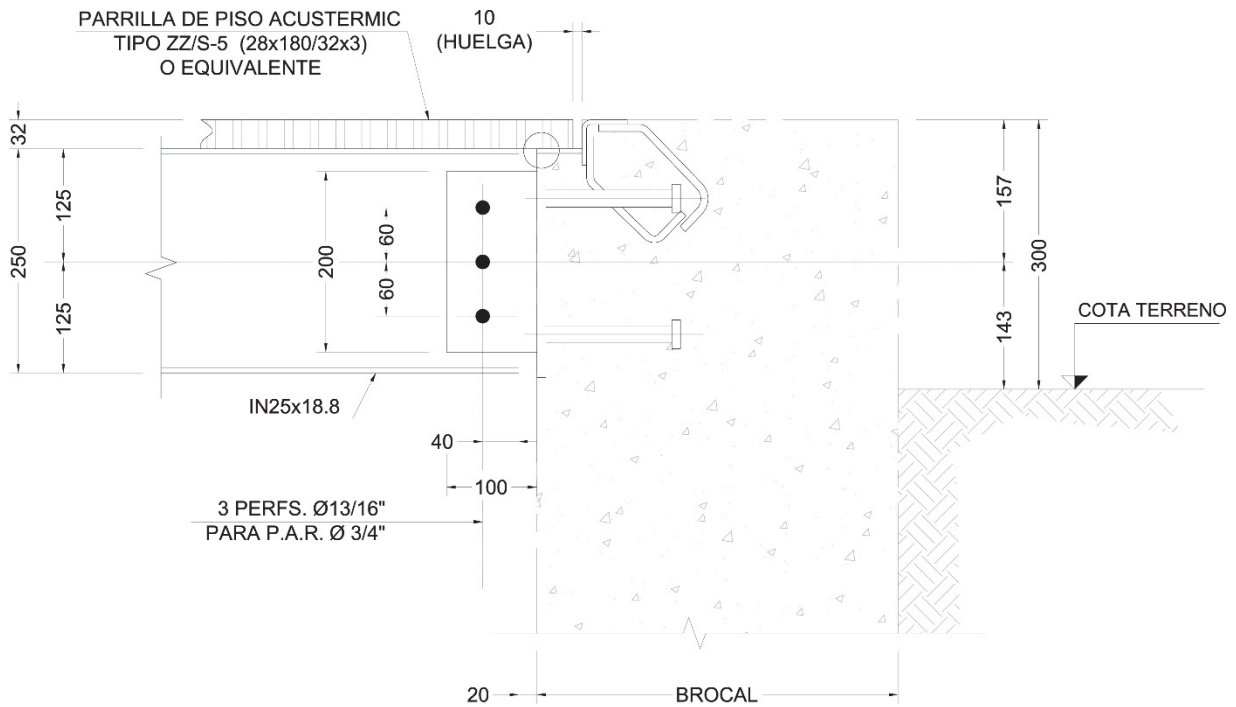 PARRILLA DE PISO ACUSTERMIC
TIPO ZZ/S-5 (28x180/32x3)
O EQUIVALENTE
10
(HUELGA)
32
125
250
125
200
60
60
157
300
143
COTA TERRENO
IN25x18.8
40
100
3 PERFS. Ø13/16"
PARA P.A.R. Ø 3/4"
20
BROCAL